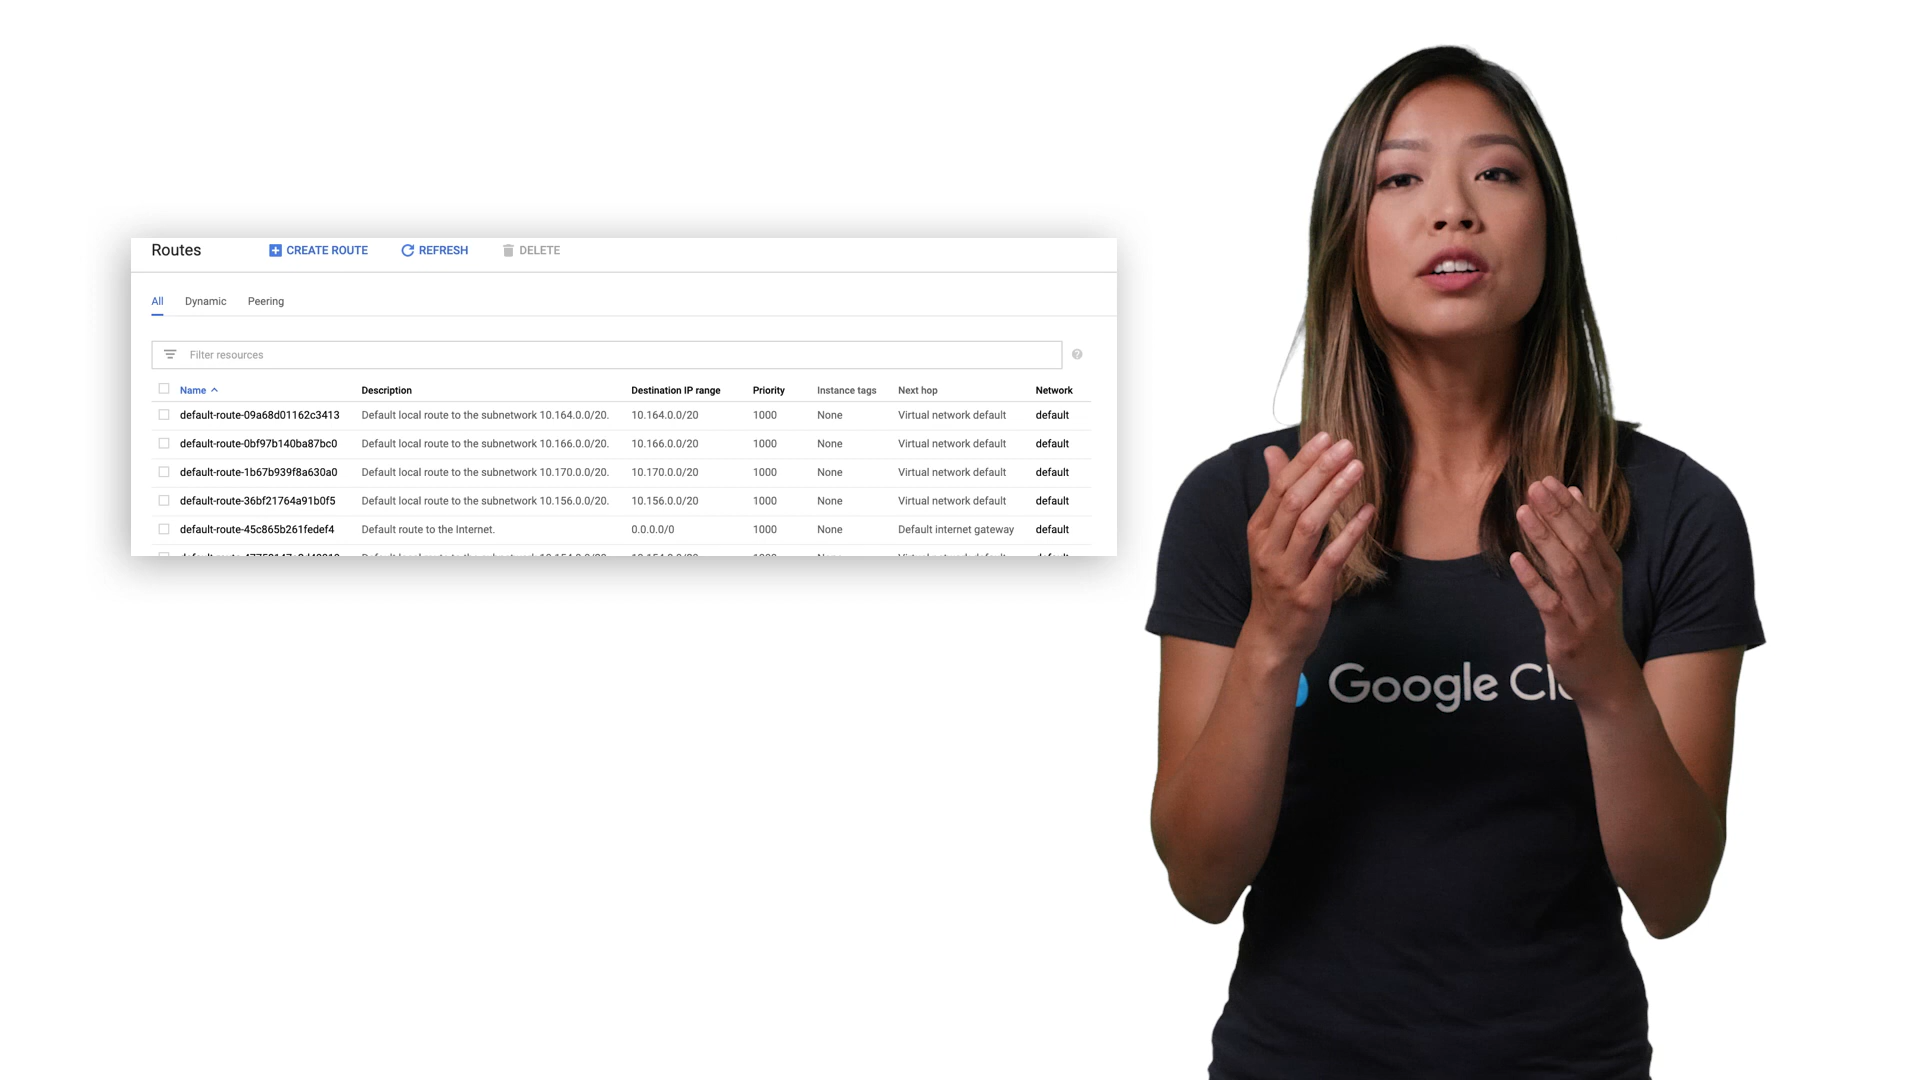 Routes CREATE ROUTE REFRESH DELETE
All Dynamic Peering
Filter resources
Name Description Destination IP range Priority Instance tags Next hop Network
default-route-09a68d01162c3413 Default local route to the subnetwork 10.164.0.0/20. 10.164.0.0/20 1000 None Virtual network default default
default-route-0bf97b140ba87bc0 Default local route to the subnetwork 10.166.0.0/20. 10.166.0.0/20 1000 None Virtual network default default
default-route-1b67b939f8a630a0 Default local route to the subnetwork 10.170.0.0/20. 10.170.0.0/20 1000 None Virtual network default default
default-route-36bf21764a91b0f5 Default local route to the subnetwork 10.156.0.0/20. 10.156.0.0/20 1000 None Virtual network default default
default-route-45c865b261fedef4 Default route to the Internet. 0.0.0.0/0 1000 None Default internet gateway default
Google Clo